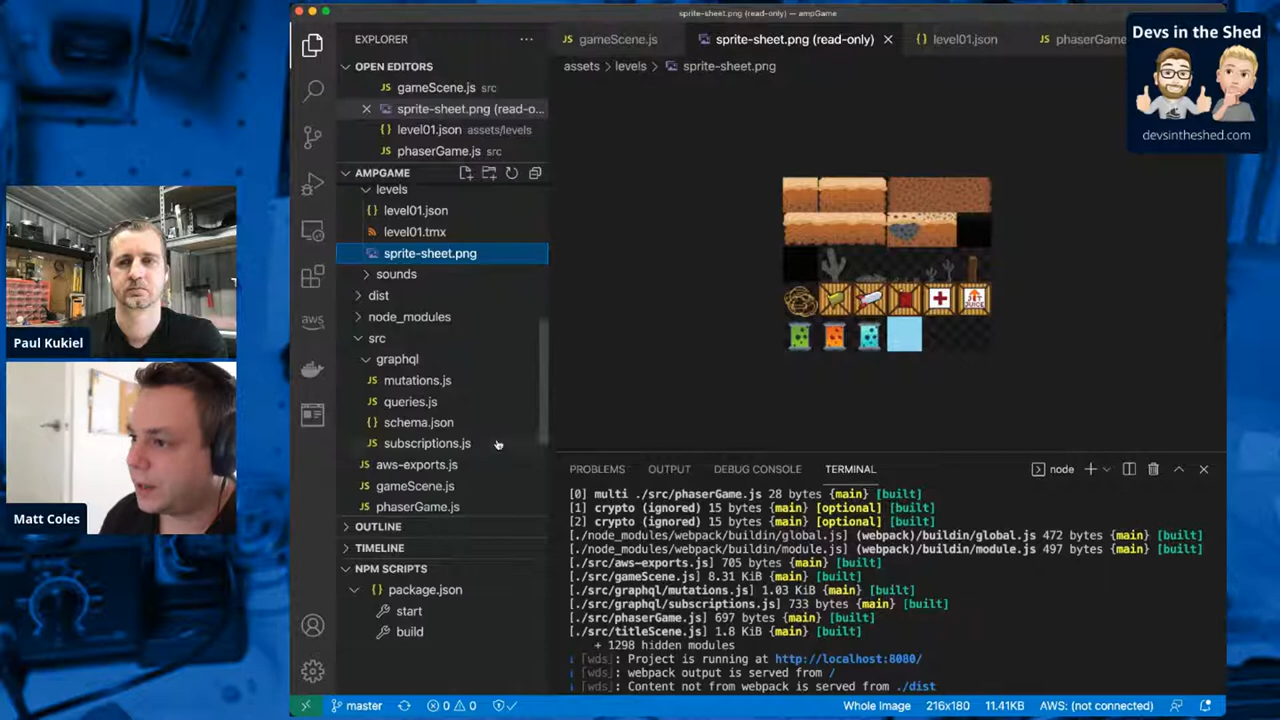 sprite-sheet.png (read-only) — ampGame
EXPLORER
OPEN EDITORS
gameScene.js src
sprite-sheet.png (read-o...
level01.json assets/levels
phaserGame.js src
AMPGAME
levels
level01.json
level01.tmx
sprite-sheet.png
sounds
dist
node_modules
src
graphql
mutations.js
queries.js
schema.json
subscriptions.js
aws-exports.js
gameScene.js
phaserGame.js
OUTLINE
TIMELINE
NPM SCRIPTS
package.json
start
build
gameScene.js
sprite-sheet.png (read-only)
level01.json
phaserGame
assets > levels > sprite-sheet.png
JET
JUICE
PROBLEMS OUTPUT DEBUG CONSOLE TERMINAL
node
[0] multi ./src/phaserGame.js 28 bytes {main} [built]
[1] crypto (ignored) 15 bytes {main} [optional] [built]
[2] crypto (ignored) 15 bytes {main} [optional] [built]
[./node_modules/webpack/buildin/global.js] (webpack)/buildin/global.js 472 bytes {main} [built]
[./node_modules/webpack/buildin/module.js] (webpack)/buildin/module.js 497 bytes {main} [built]
[./src/aws-exports.js] 705 bytes {main} [built]
[./src/gameScene.js] 8.31 KiB {main} [built]
[./src/graphql/mutations.js] 1.03 KiB {main} [built]
[./src/graphql/subscriptions.js] 733 bytes {main} [built]
[./src/phaserGame.js] 697 bytes {main} [built]
[./src/titleScene.js] 1.8 KiB {main} [built]
+ 1298 hidden modules
i ｢wds｣: Project is running at http://localhost:8080/
i ｢wds｣: webpack output is served from /
i ｢wds｣: Content not from webpack is served from ./dist
master
0 0
Whole Image 216x180 11.41KB AWS: (not connected)
aws
Paul Kukiel
Matt Coles
Devs in the Shed
devsintheshed.com